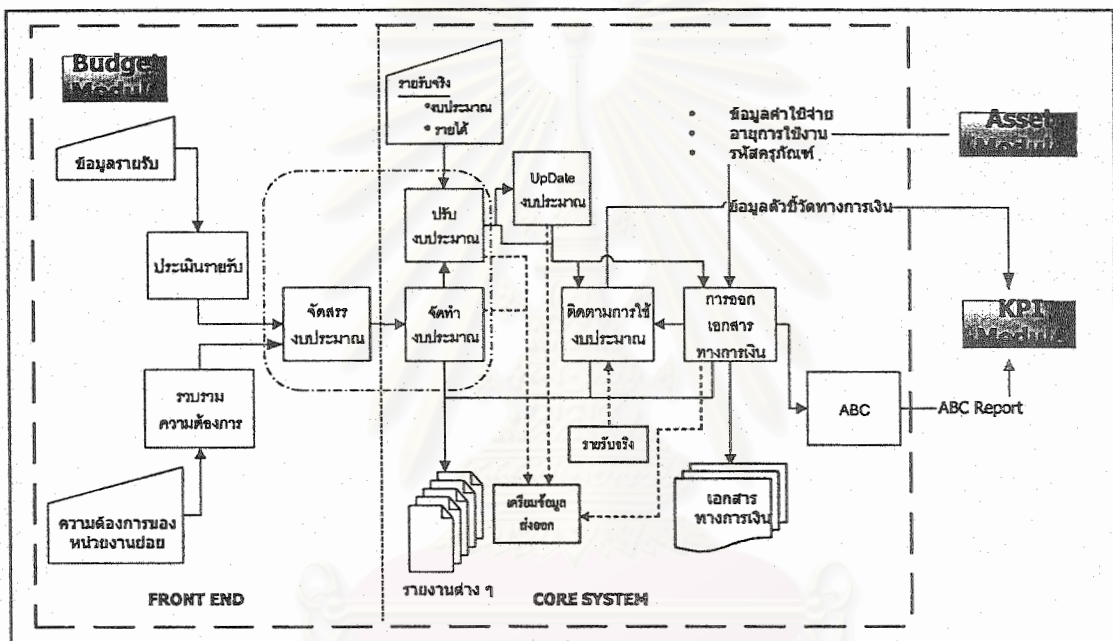 Budget
Module
ข้อมูลรายรับ
ประเมินรายรับ
จัดสรร
งบประมาณ
รวบรวม
ความต้องการ
ความต้องการของ
หน่วยงานย่อย
FRONT END
รายรับจริง
•งบประมาณ
• รายได้
ปรับ
งบประมาณ
จัดทำ
งบประมาณ
UpDate
งบประมาณ
ติดตามการใช้
งบประมาณ
รายรับจริง
เตรียมข้อมูล
ส่งออก
รายงานต่าง ๆ
CORE SYSTEM
• ข้อมูลค่าใช้จ่าย
• อายุการใช้งาน
• รหัสครุภัณฑ์
ข้อมูลตัวชี้วัดทางการเงิน
การออก
เอกสาร
ทางการเงิน
เอกสาร
ทางการเงิน
ABC
ABC Report
Asset
Module
KPI
Module